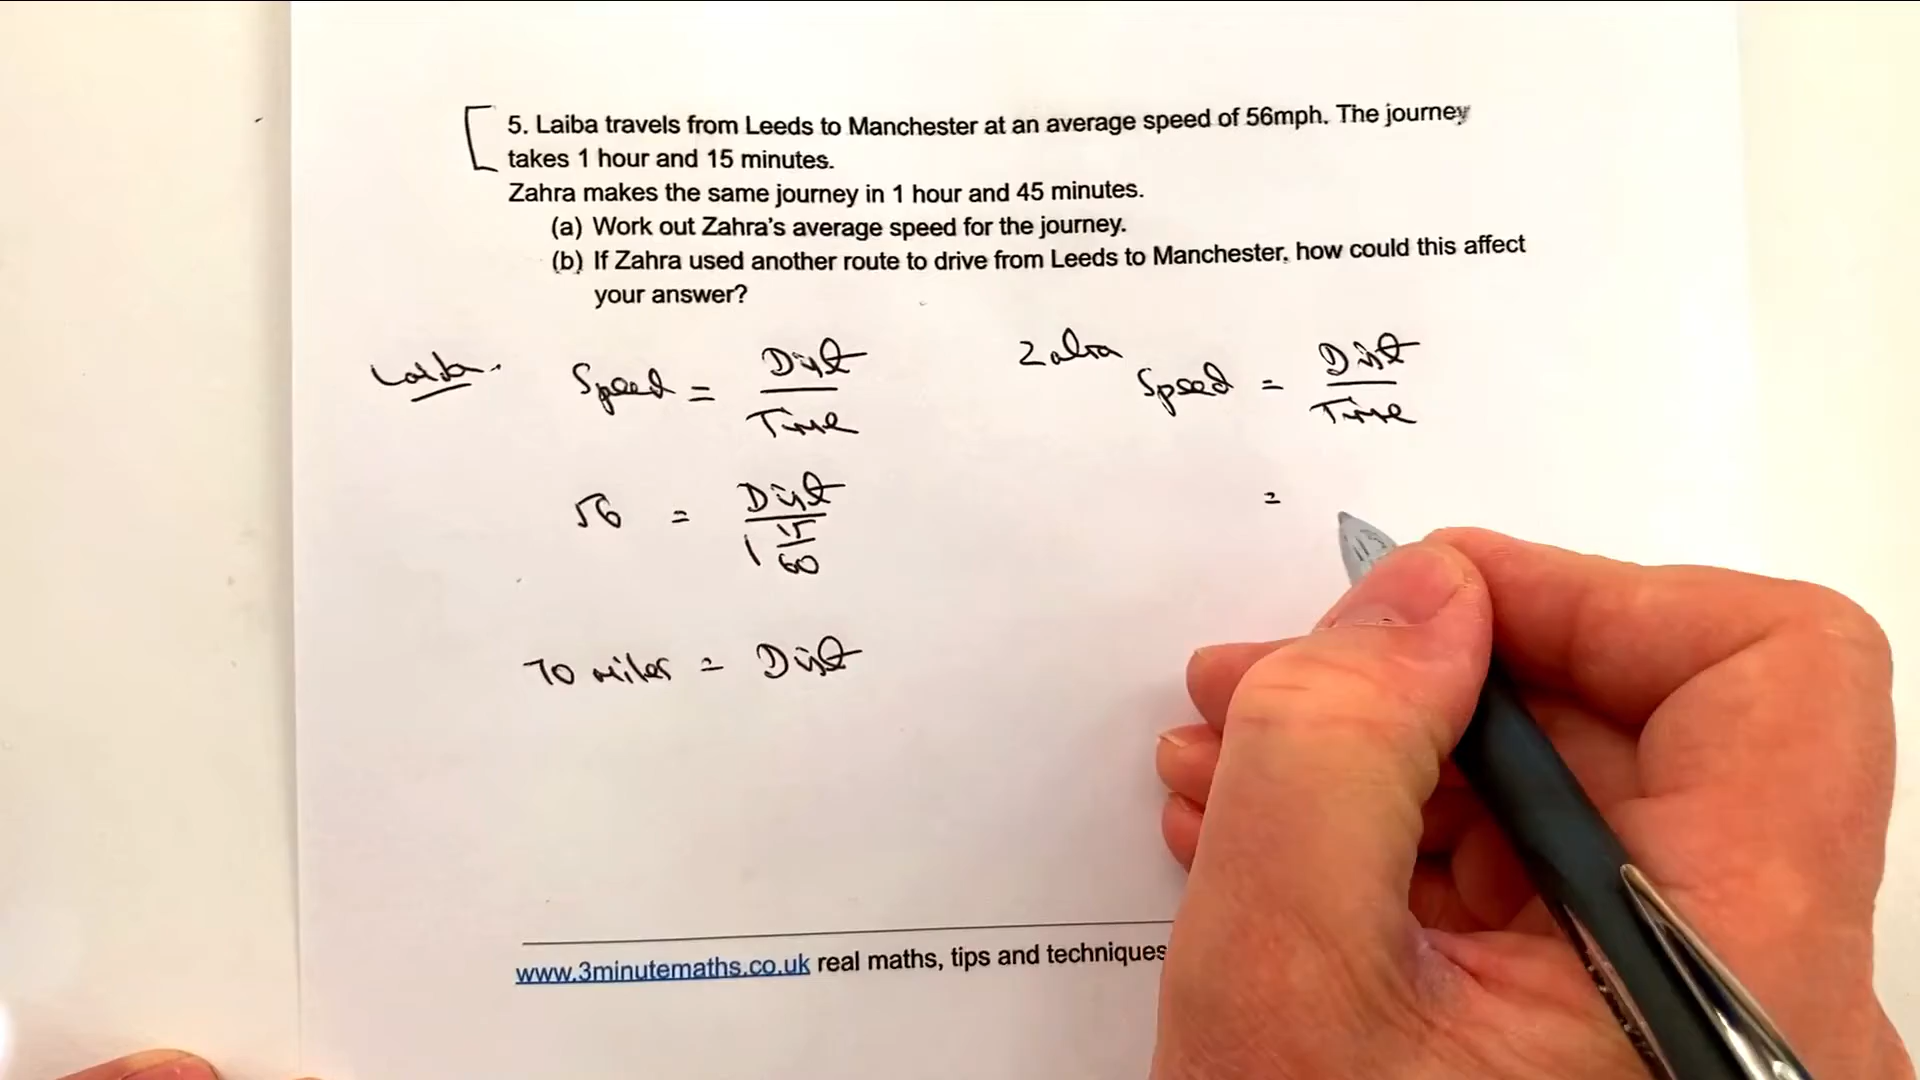 5. Laiba travels from Leeds to Manchester at an average speed of 56mph. The journey
takes 1 hour and 15 minutes.
Zahra makes the same journey in 1 hour and 45 minutes.
(a) Work out Zahra's average speed for the journey.
(b) If Zahra used another route to drive from Leeds to Manchester, how could this affect
your answer?
Laiba. Speed = Dist
Time
Zahra
Speed = Dist
Time
56 = Dist
1 15
60
=
70 miles = Dist
www.3minutemaths.co.uk real maths, tips and techniques